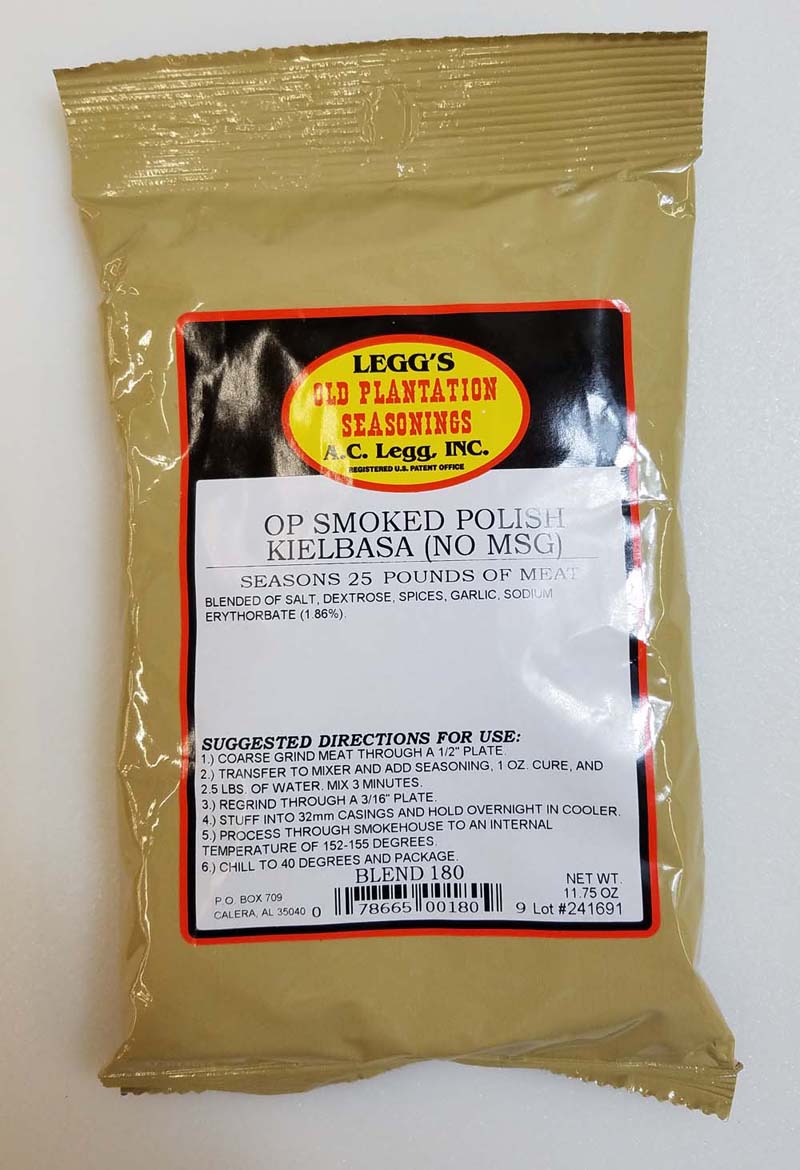 LEGG'S
OLD PLANTATION
SEASONINGS
A.C. Legg, INC.
REGISTERED U.S. PATENT OFFICE
OP SMOKED POLISH
KIELBASA (NO MSG)
SEASONS 25 POUNDS OF MEAT
BLENDED OF SALT, DEXTROSE, SPICES, GARLIC, SODIUM
ERYTHORBATE (1.86%).
SUGGESTED DIRECTIONS FOR USE:
1.) COARSE GRIND MEAT THROUGH A 1/2" PLATE.
2.) TRANSFER TO MIXER AND ADD SEASONING, 1 OZ. CURE, AND
2.5 LBS. OF WATER. MIX 3 MINUTES.
3.) REGRIND THROUGH A 3/16" PLATE.
4.) STUFF INTO 32mm CASINGS AND HOLD OVERNIGHT IN COOLER.
5.) PROCESS THROUGH SMOKEHOUSE TO AN INTERNAL
TEMPERATURE OF 152-155 DEGREES.
6.) CHILL TO 40 DEGREES AND PACKAGE.
BLEND 180
P.O. BOX 709
CALERA, AL 35040
0 78665 00180 9
NET WT.
11.75 OZ
Lot #241691